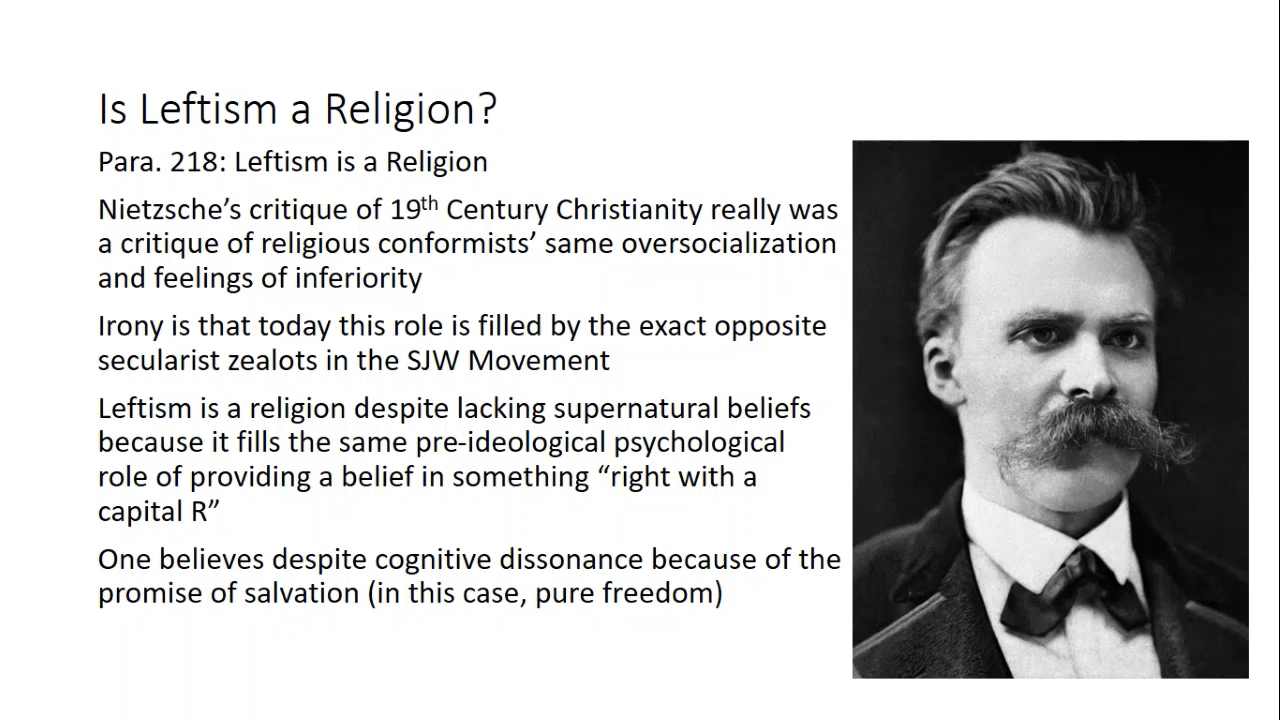 Is Leftism a Religion?
Para. 218: Leftism is a Religion
Nietzsche’s critique of 19th Century Christianity really was
a critique of religious conformists’ same oversocialization
and feelings of inferiority
Irony is that today this role is filled by the exact opposite
secularist zealots in the SJW Movement
Leftism is a religion despite lacking supernatural beliefs
because it fills the same pre-ideological psychological
role of providing a belief in something “right with a
capital R”
One believes despite cognitive dissonance because of the
promise of salvation (in this case, pure freedom)